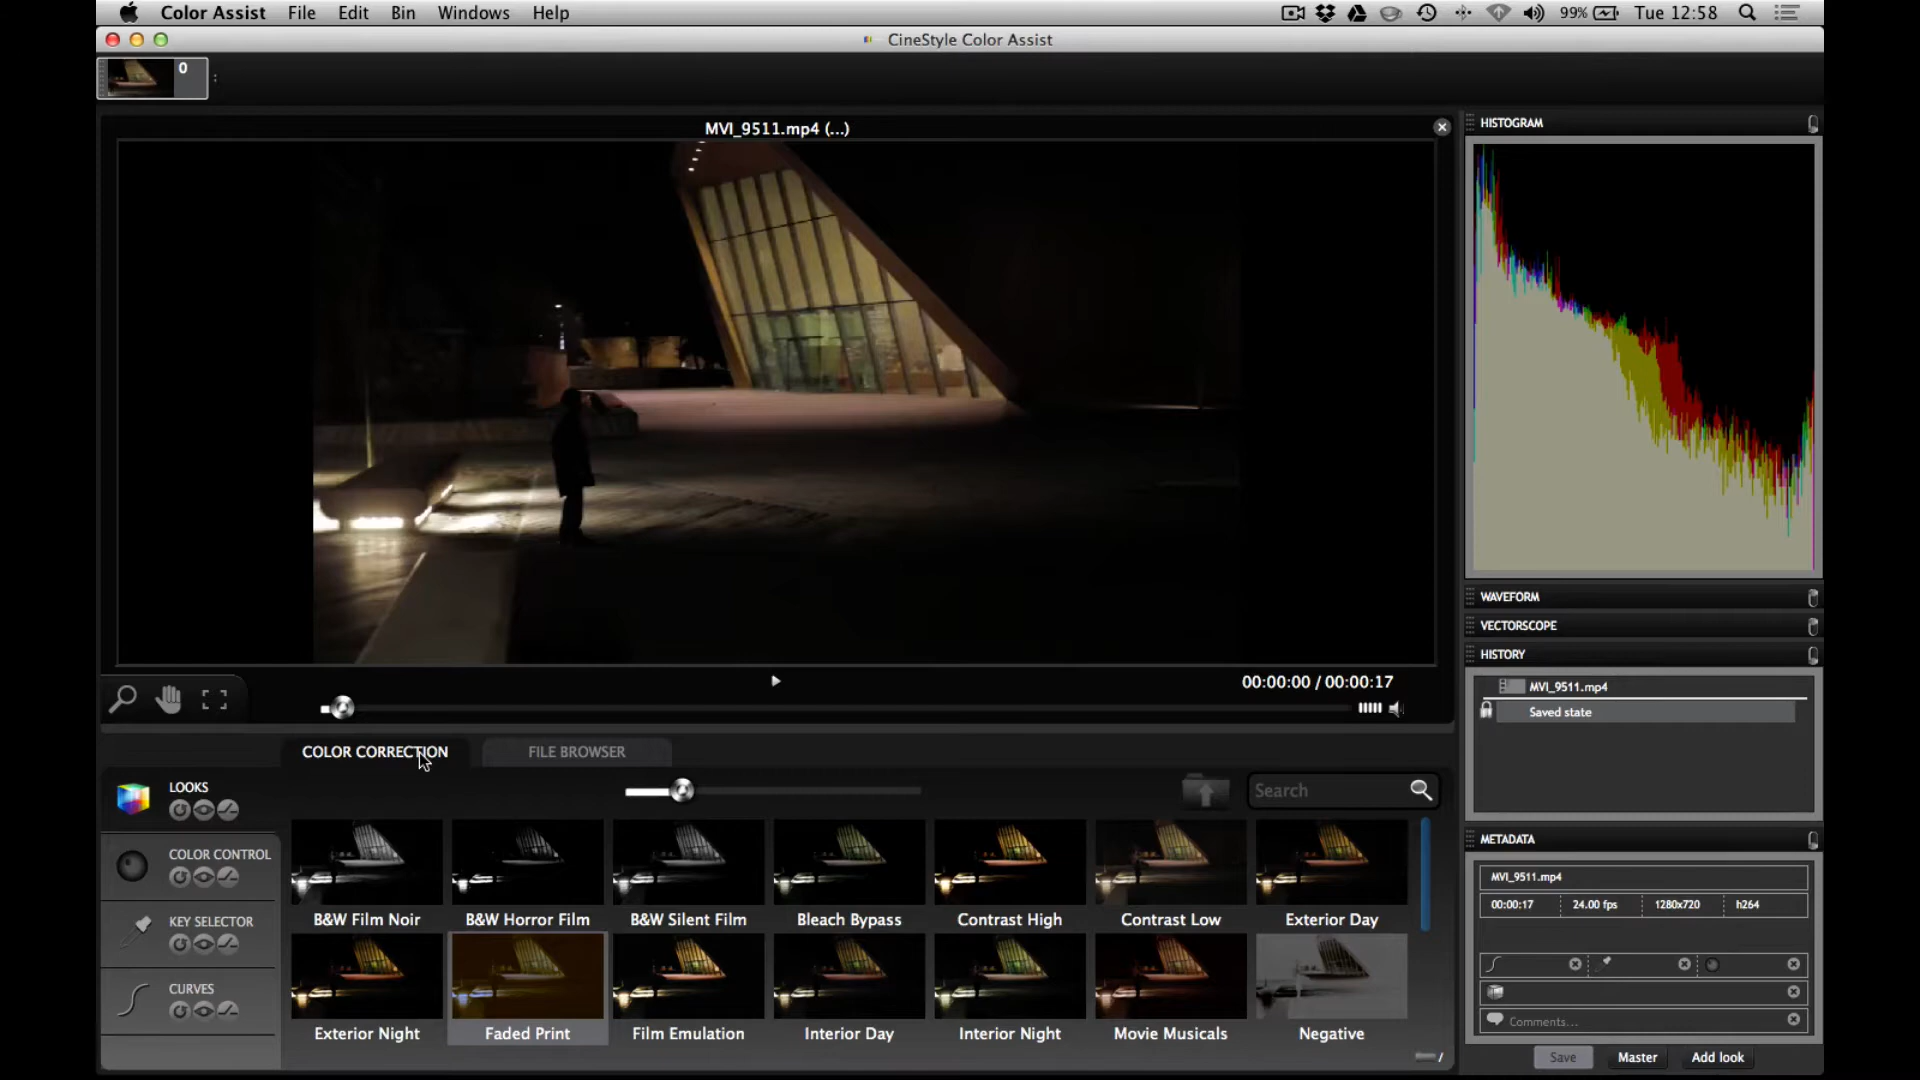 Color Assist File Edit Bin Windows Help 99% Tue 12:58
CineStyle Color Assist
0
MVI_9511.mp4 (...)
HISTOGRAM
WAVEFORM
VECTORSCOPE
HISTORY
MVI_9511.mp4
Saved state
00:00:00 / 00:00:17
COLOR CORRECTION FILE BROWSER
LOOKS
COLOR CONTROL
KEY SELECTOR
CURVES
Search
B&W Film Noir B&W Horror Film B&W Silent Film Bleach Bypass Contrast High Contrast Low Exterior Day
Exterior Night Faded Print Film Emulation Interior Day Interior Night Movie Musicals Negative
METADATA
MVI_9511.mp4
00:00:17 24.00 fps 1280x720 h264
Comments...
Save Master Add look